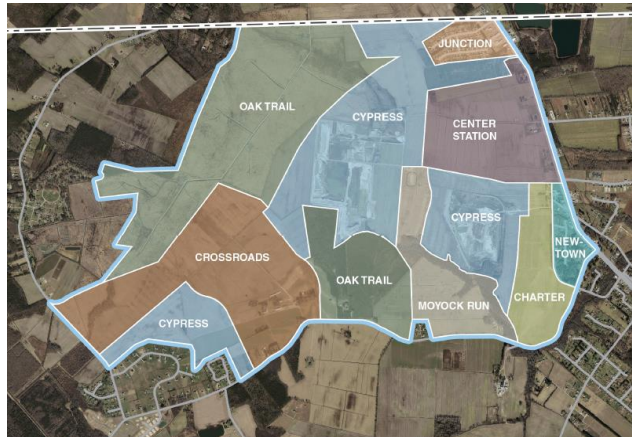 JUNCTION
OAK TRAIL
CYPRESS
CENTER
STATION
CYPRESS
NEW-
TOWN
CROSSROADS
OAK TRAIL
MOYOCK RUN
CHARTER
CYPRESS